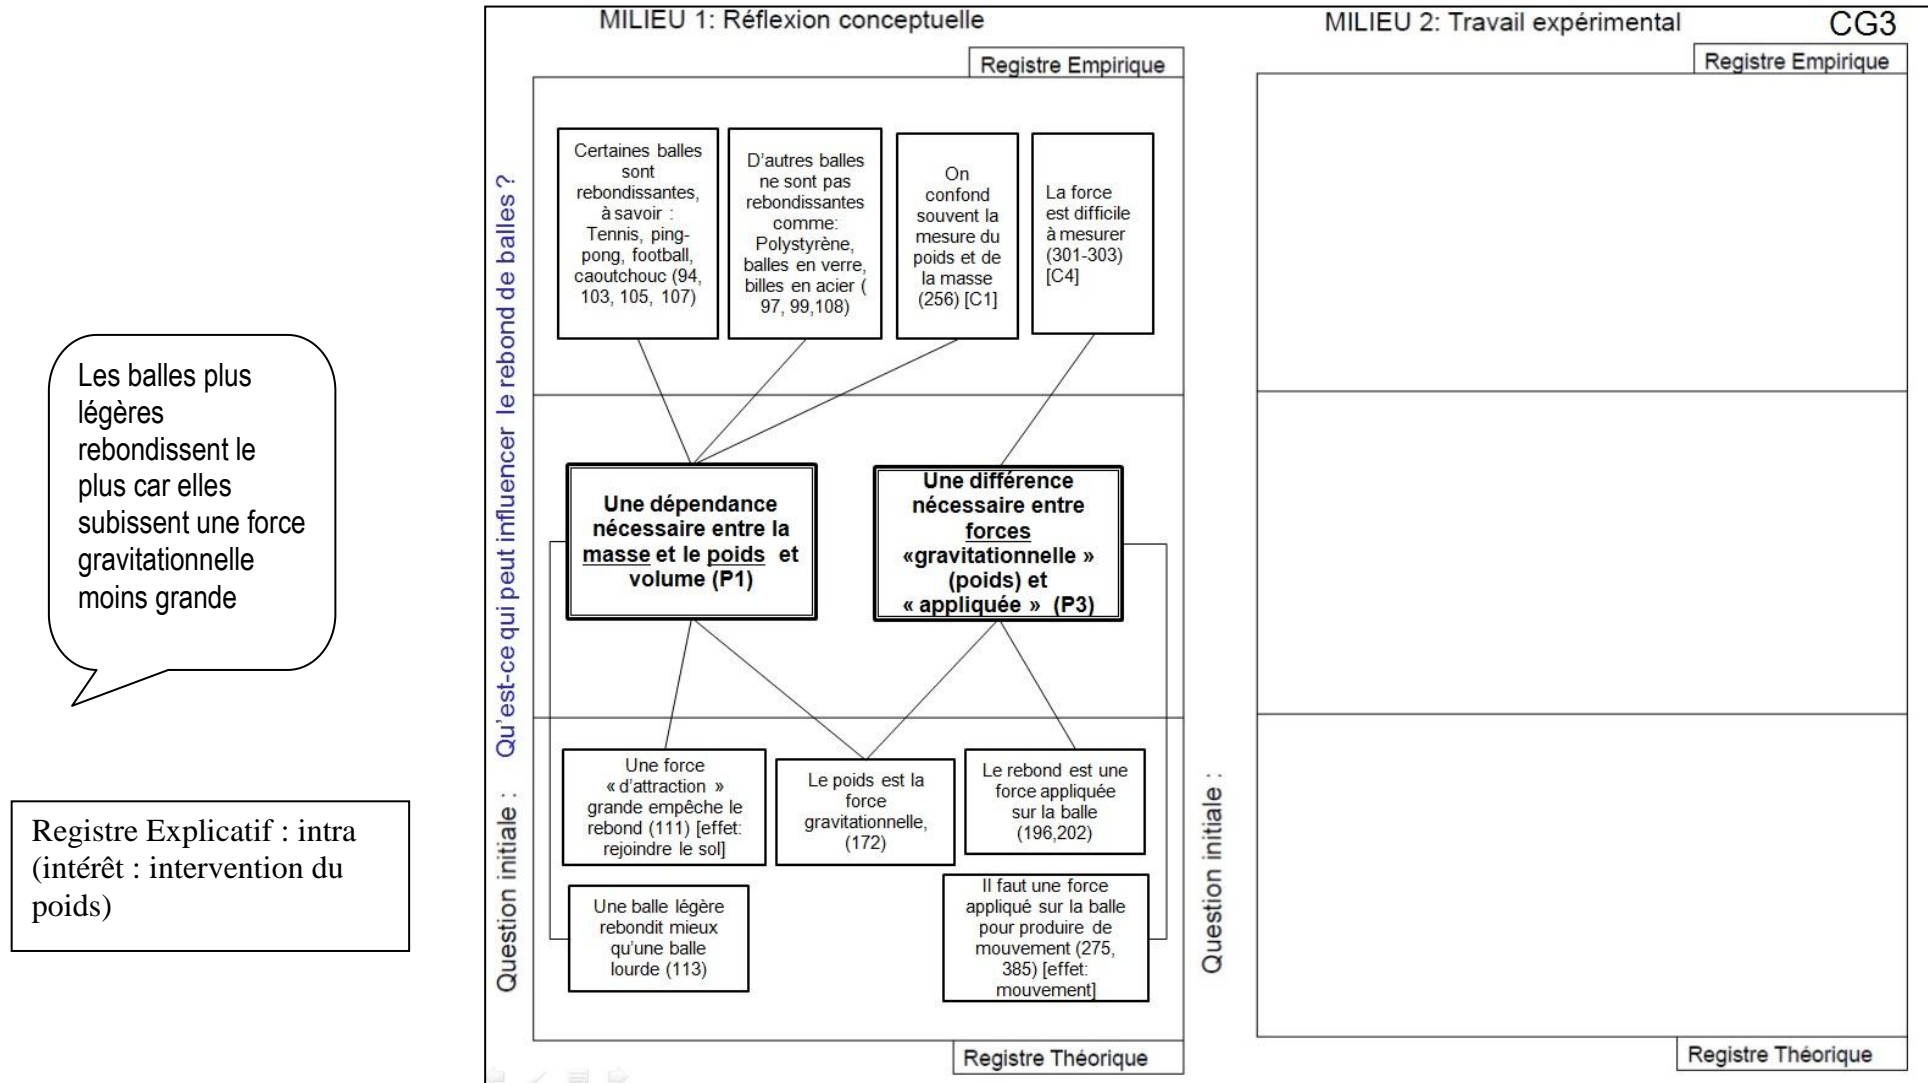 MILIEU 1: Réflexion conceptuelle
MILIEU 2: Travail expérimental
CG3
Registre Empirique
Registre Empirique
Certaines balles
sont
rebondissantes,
à savoir :
Tennis, ping-
pong, football,
caoutchouc (94,
103, 105, 107)
D'autres balles
ne sont pas
rebondissantes
comme:
Polystyrène,
balles en verre,
billes en acier (
97, 99,108)
On
confond
souvent la
mesure du
poids et de
la masse
(256) [C1]
La force
est difficile
à mesurer
(301-303)
[C4]
Les balles plus
légères
rebondissent le
plus car elles
subissent une force
gravitationnelle
moins grande
Question initiale : Qu'est-ce qui peut influencer le rebond de balles ?
Une dépendance
nécessaire entre la
masse et le poids et
volume (P1)
Une différence
nécessaire entre
forces
«gravitationnelle »
(poids) et
« appliquée » (P3)
Une force
« d'attraction »
grande empêche le
rebond (111) [effet:
rejoindre le sol]
Le poids est la
force
gravitationnelle,
(172)
Le rebond est une
force appliquée
sur la balle
(196,202)
Une balle légère
rebondit mieux
qu'une balle
lourde (113)
Il faut une force
appliqué sur la balle
pour produire de
mouvement (275,
385) [effet:
mouvement]
Question initiale :
Registre Explicatif : intra
(intérêt : intervention du
poids)
Registre Théorique
Registre Théorique